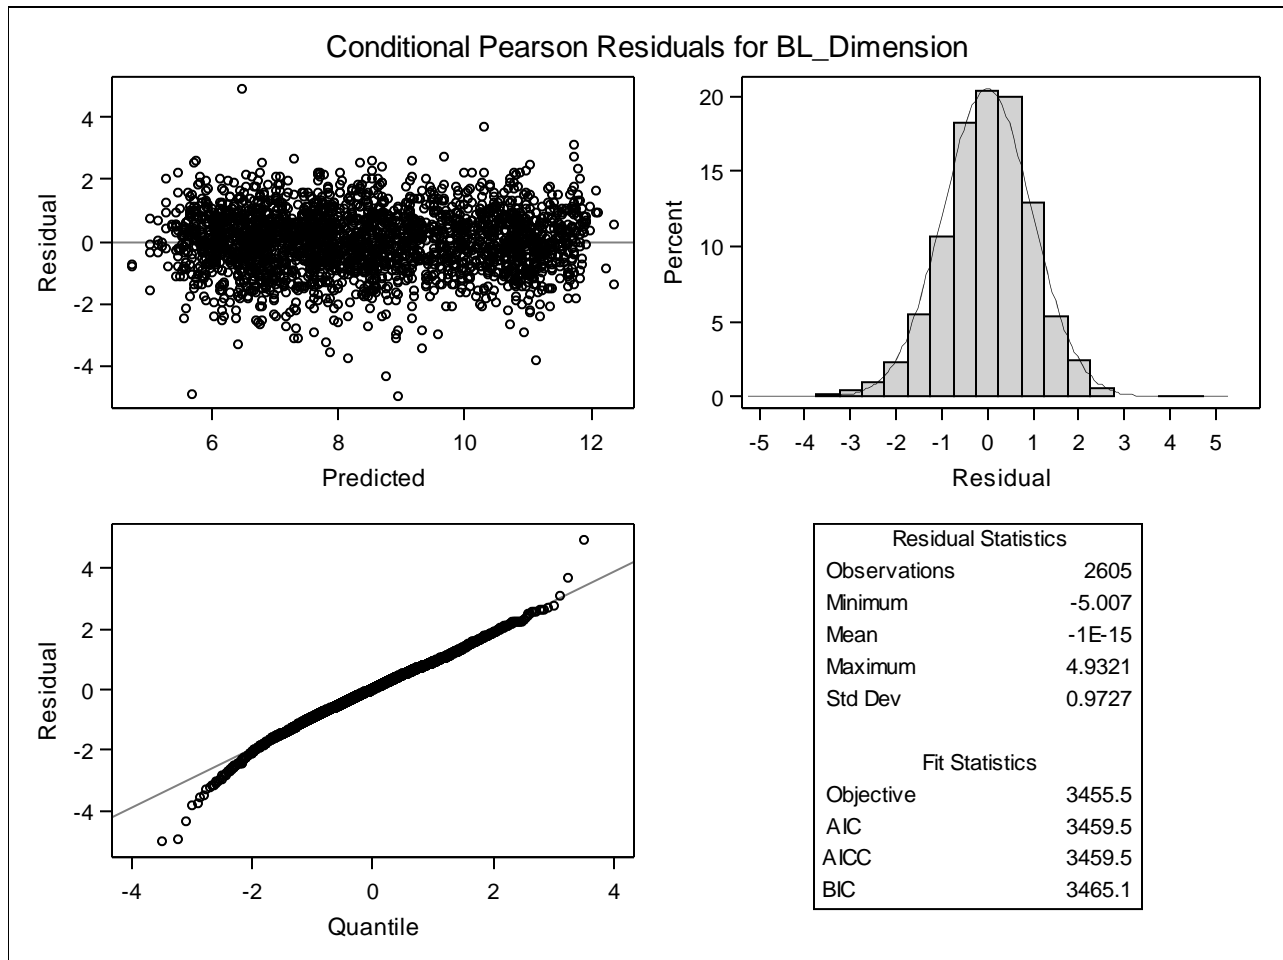 Conditional Pearson Residuals for BL_Dimension
4
2
0
-2
-4
Residual
6 8 10 12
Predicted
20
15
10
5
0
Percent
-5 -4 -3 -2 -1 0 1 2 3 4 5
Residual
4
2
0
-2
-4
Residual
-4 -2 0 2 4
Quantile
Residual Statistics
Observations 2605
Minimum -5.007
Mean -1E-15
Maximum 4.9321
Std Dev 0.9727
Fit Statistics
Objective 3455.5
AIC 3459.5
AICC 3459.5
BIC 3465.1